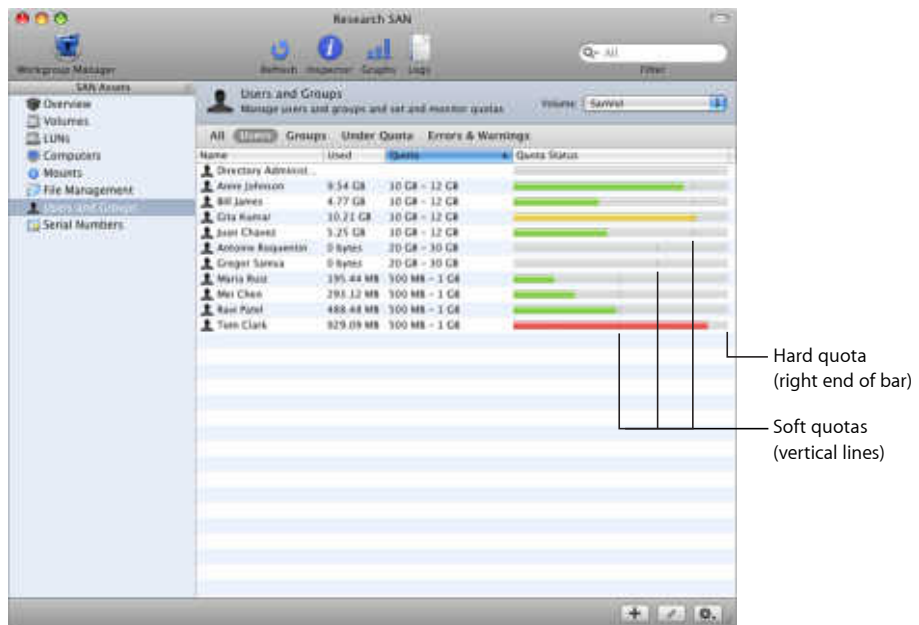 Research SAN
Workgroup Manager
Refresh Inspector Graphs Logs
All
Filter
SAN Assets
Overview
Volumes
LUNs
Computers
Mounts
File Management
Users and Groups
Serial Numbers
Users and Groups
Manage users and groups and set and monitor quotas
Volume: SanVol
All Users Groups Under Quota Errors & Warnings
Name Used Quota Quota Status
Directory Administ...
Anne Johnson 9.54 GB 10 GB - 12 GB
Bill James 4.77 GB 10 GB - 12 GB
Gita Kumar 10.21 GB 10 GB - 12 GB
Juan Chavez 5.25 GB 10 GB - 12 GB
Antoine Roquentin 0 bytes 20 GB - 30 GB
Gregor Samsa 0 bytes 20 GB - 30 GB
Maria Ruiz 195.44 MB 500 MB - 1 GB
Mei Chen 293.12 MB 500 MB - 1 GB
Ravi Patel 488.48 MB 500 MB - 1 GB
Tom Clark 929.09 MB 500 MB - 1 GB
Hard quota
(right end of bar)
Soft quotas
(vertical lines)